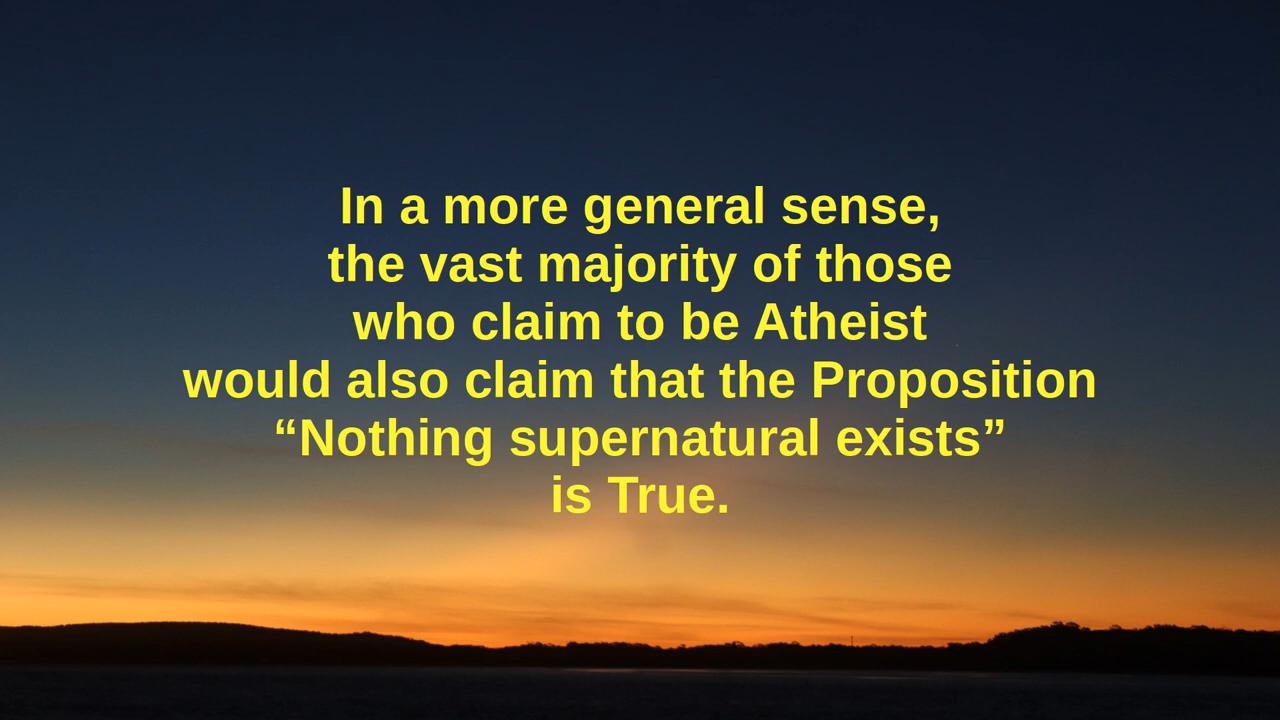 In a more general sense,
the vast majority of those
who claim to be Atheist
would also claim that the Proposition
“Nothing supernatural exists”
is True.